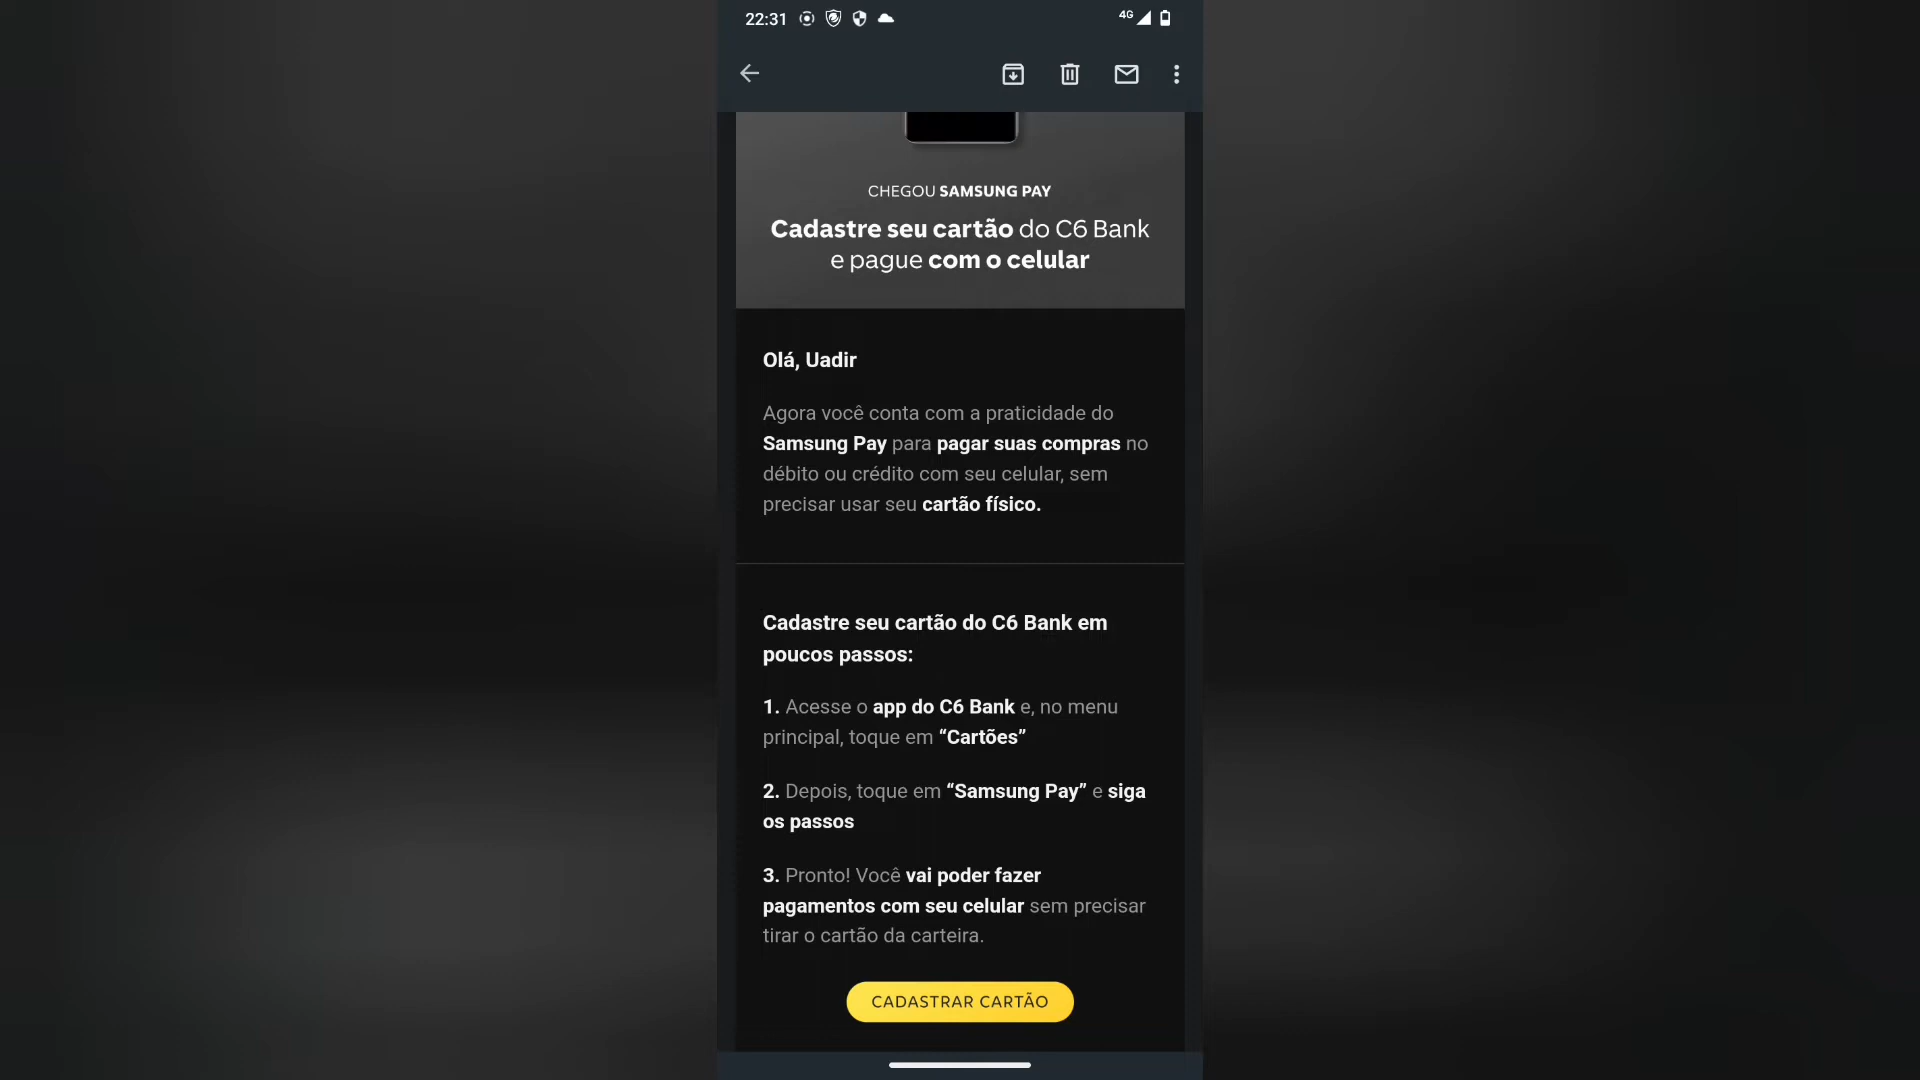 22:31
4G
CHEGOU SAMSUNG PAY
Cadastre seu cartão do C6 Bank
e pague com o celular
Olá, Uadir
Agora você conta com a praticidade do
Samsung Pay para pagar suas compras no
débito ou crédito com seu celular, sem
precisar usar seu cartão físico.
Cadastre seu cartão do C6 Bank em
poucos passos:
1. Acesse o app do C6 Bank e, no menu
principal, toque em “Cartões”
2. Depois, toque em “Samsung Pay” e siga
os passos
3. Pronto! Você vai poder fazer
pagamentos com seu celular sem precisar
tirar o cartão da carteira.
CADASTRAR CARTÃO